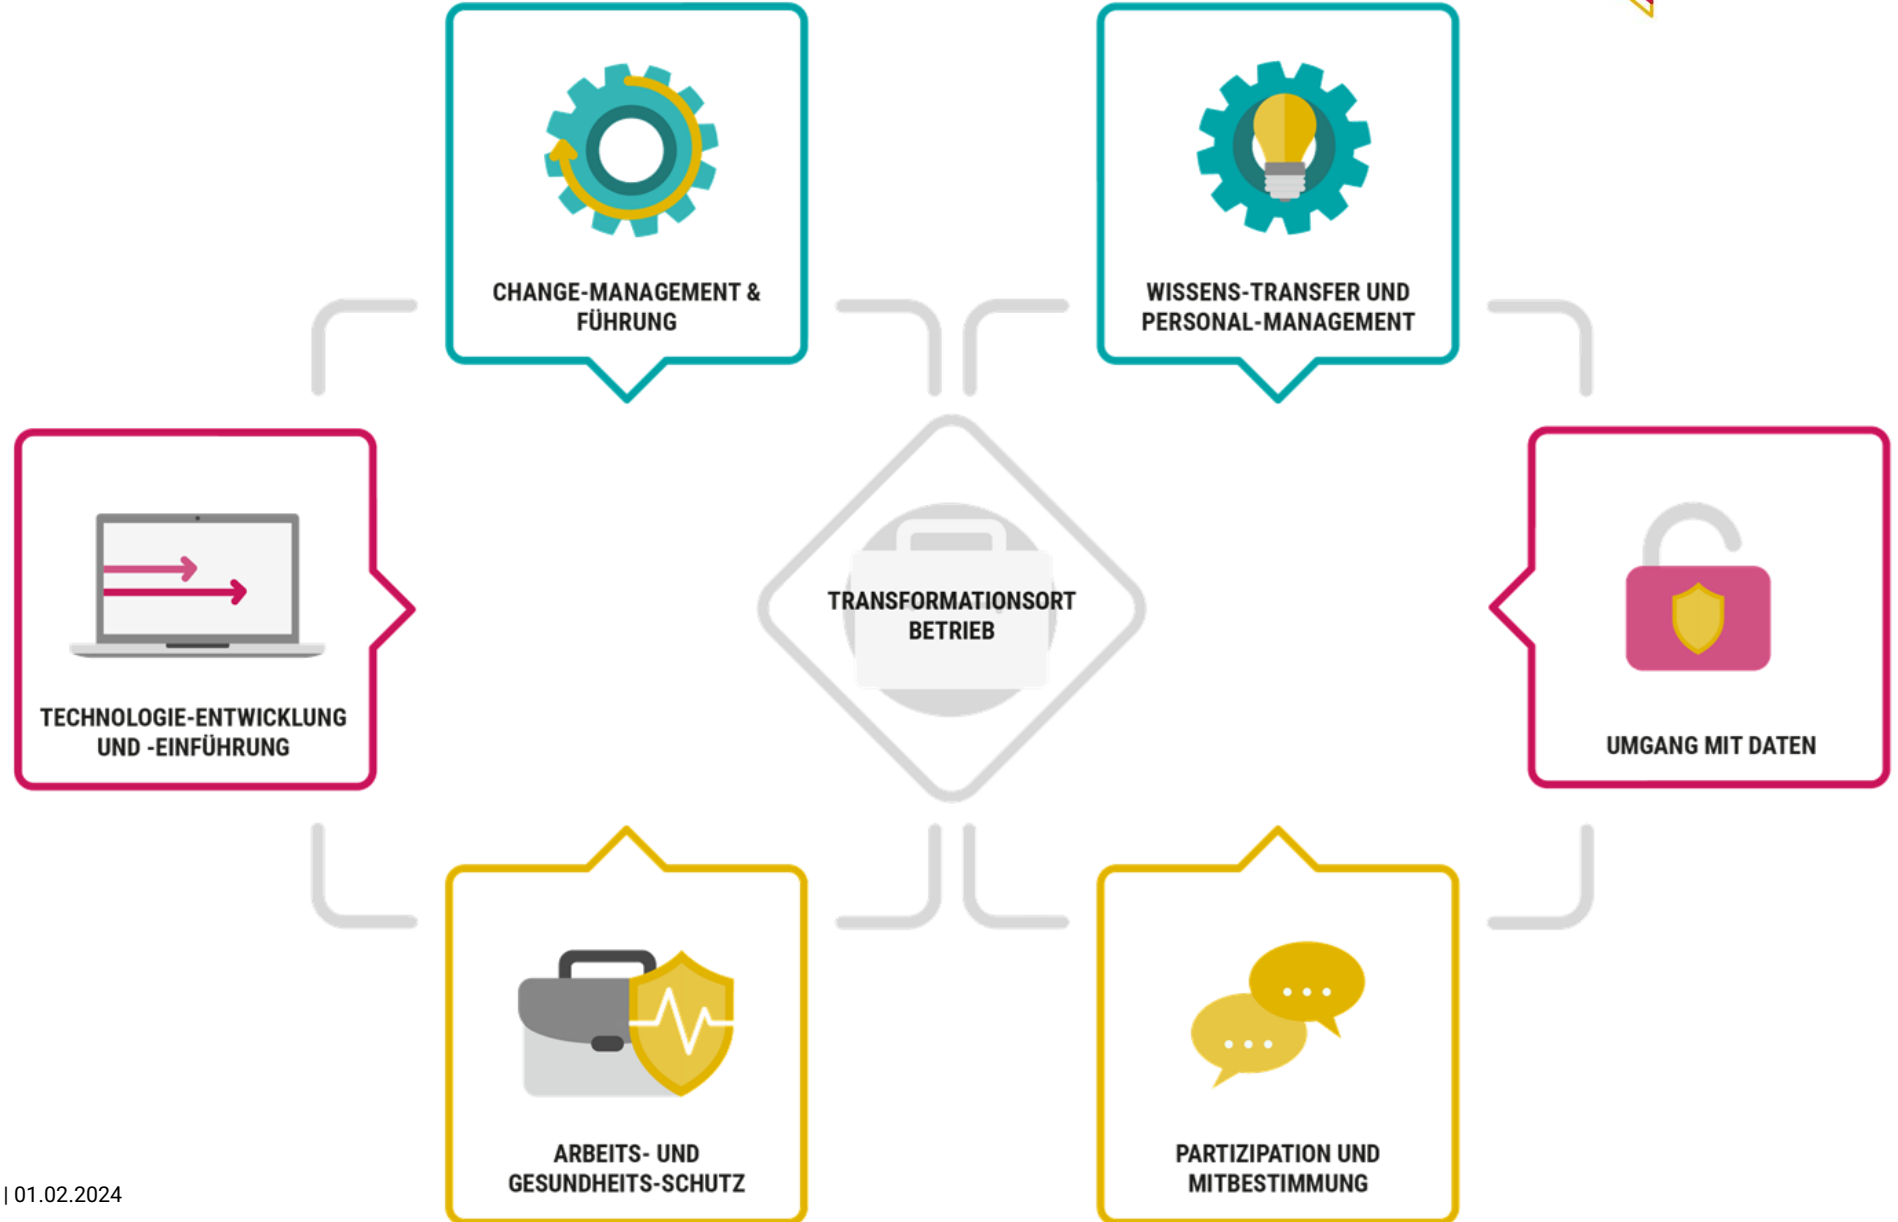 CHANGE-MANAGEMENT &
FÜHRUNG
WISSENS-TRANSFER UND
PERSONAL-MANAGEMENT
TECHNOLOGIE-ENTWICKLUNG
UND -EINFÜHRUNG
TRANSFORMATIONSORT
BETRIEB
UMGANG MIT DATEN
ARBEITS- UND
GESUNDHEITS-SCHUTZ
PARTIZIPATION UND
MITBESTIMMUNG
| 01.02.2024